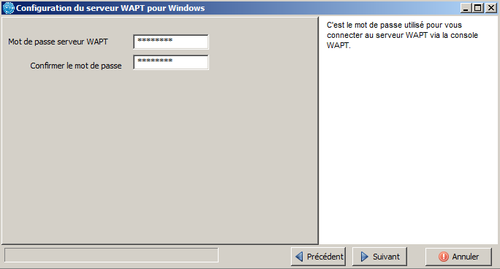 Configuration du serveur WAPT pour Windows
Mot de passe serveur WAPT ********
Confirmer le mot de passe ********
C'est le mot de passe utilisé pour vous
connecter au serveur WAPT via la console
WAPT.
Précédent Suivant Annuler